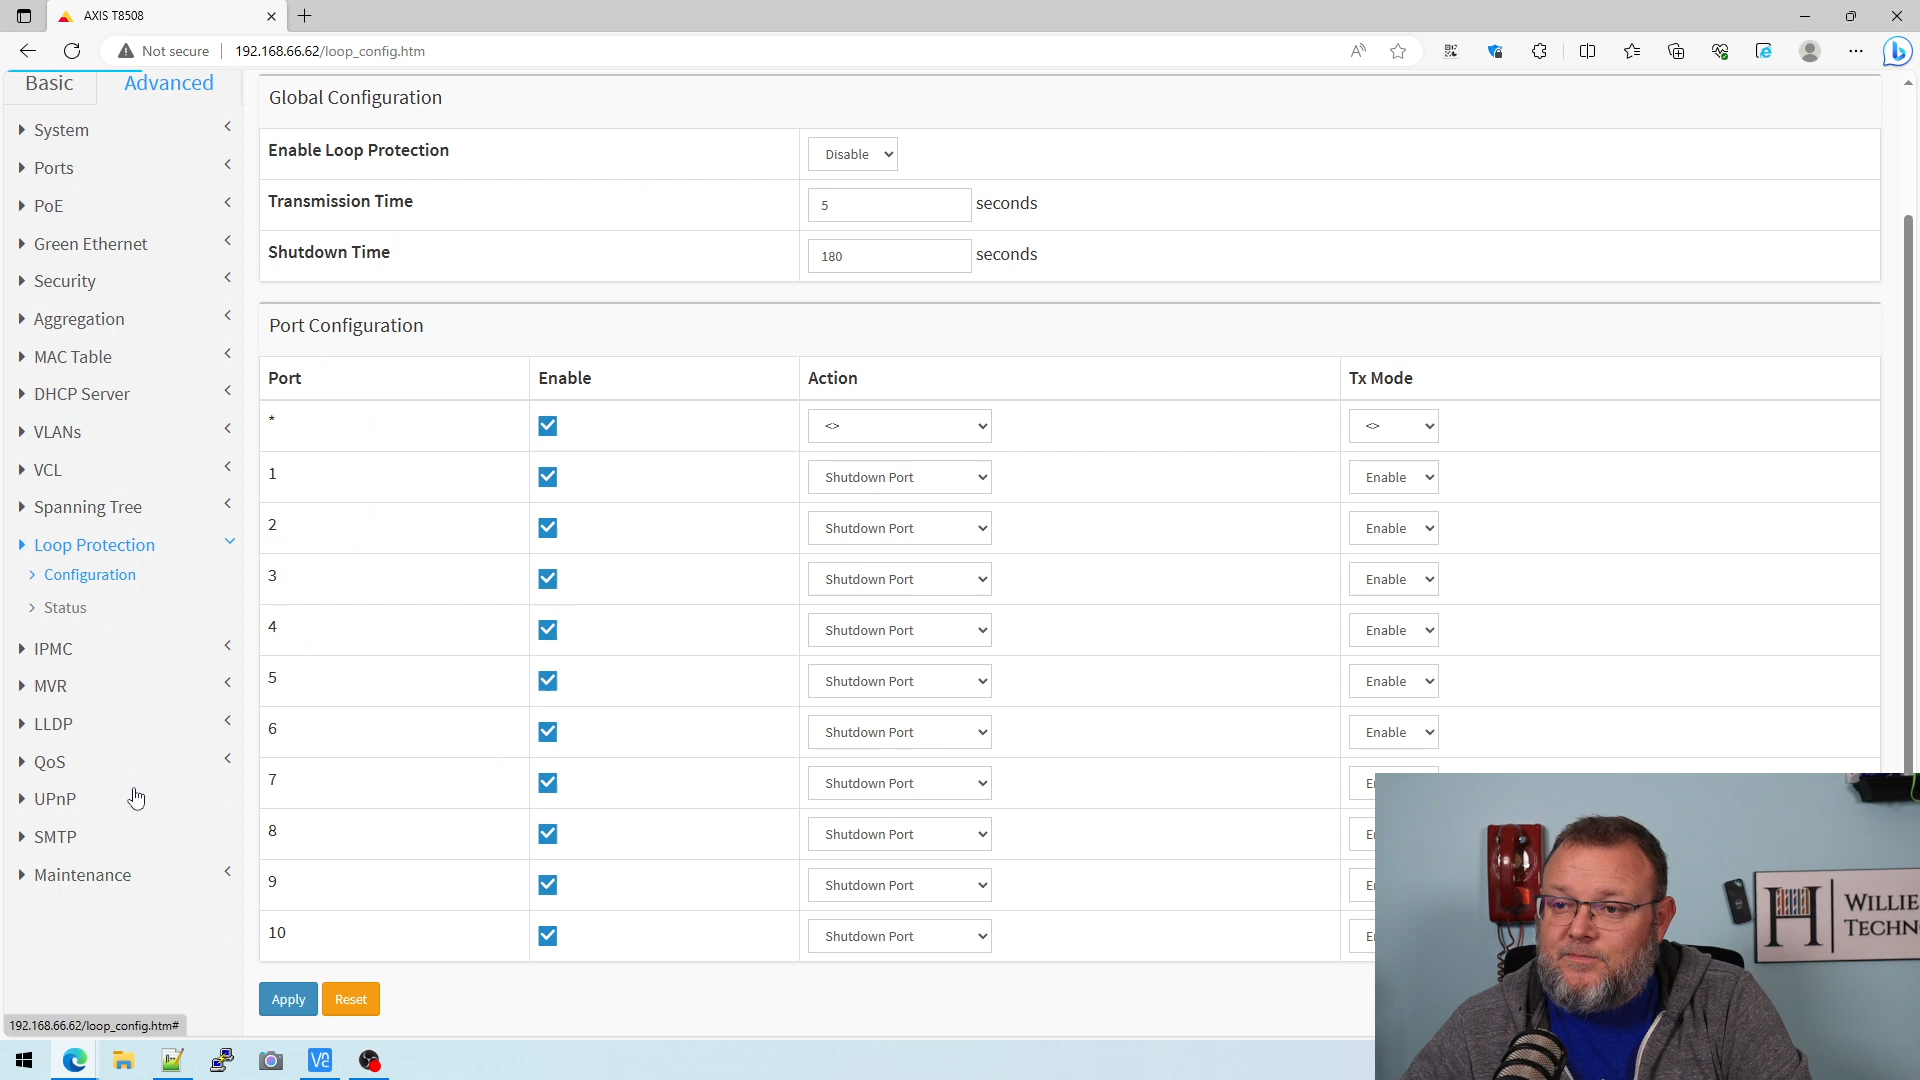 AXIS T8508
Not secure
192.168.66.62/loop_config.htm
Basic
Advanced
System
Ports
PoE
Green Ethernet
Security
Aggregation
MAC Table
DHCP Server
VLANs
VCL
Spanning Tree
Loop Protection
Configuration
Status
IPMC
MVR
LLDP
QoS
UPnP
SMTP
Maintenance
192.168.66.62/loop_config.htm#
Global Configuration
Enable Loop Protection Disable
Transmission Time 5 seconds
Shutdown Time 180 seconds
Port Configuration
Port Enable Action Tx Mode
* <> <>
1 Shutdown Port Enable
2 Shutdown Port Enable
3 Shutdown Port Enable
4 Shutdown Port Enable
5 Shutdown Port Enable
6 Shutdown Port Enable
7 Shutdown Port
8 Shutdown Port
9 Shutdown Port
10 Shutdown Port
Apply Reset
H WILLIE
TECHN